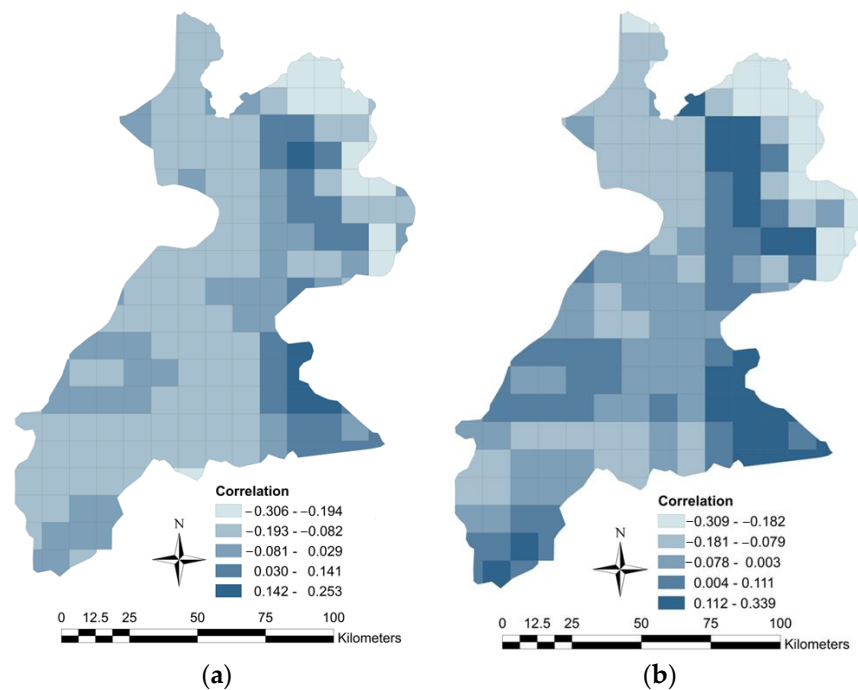 Correlation
−0.306 - −0.194
−0.193 - −0.082
−0.081 - 0.029
0.030 - 0.141
0.142 - 0.253
N
0 12.5 25 50 75 100
Kilometers
(a)
Correlation
−0.309 - −0.182
−0.181 - −0.079
−0.078 - 0.003
0.004 - 0.111
0.112 - 0.339
N
0 12.5 25 50 75 100
Kilometers
(b)